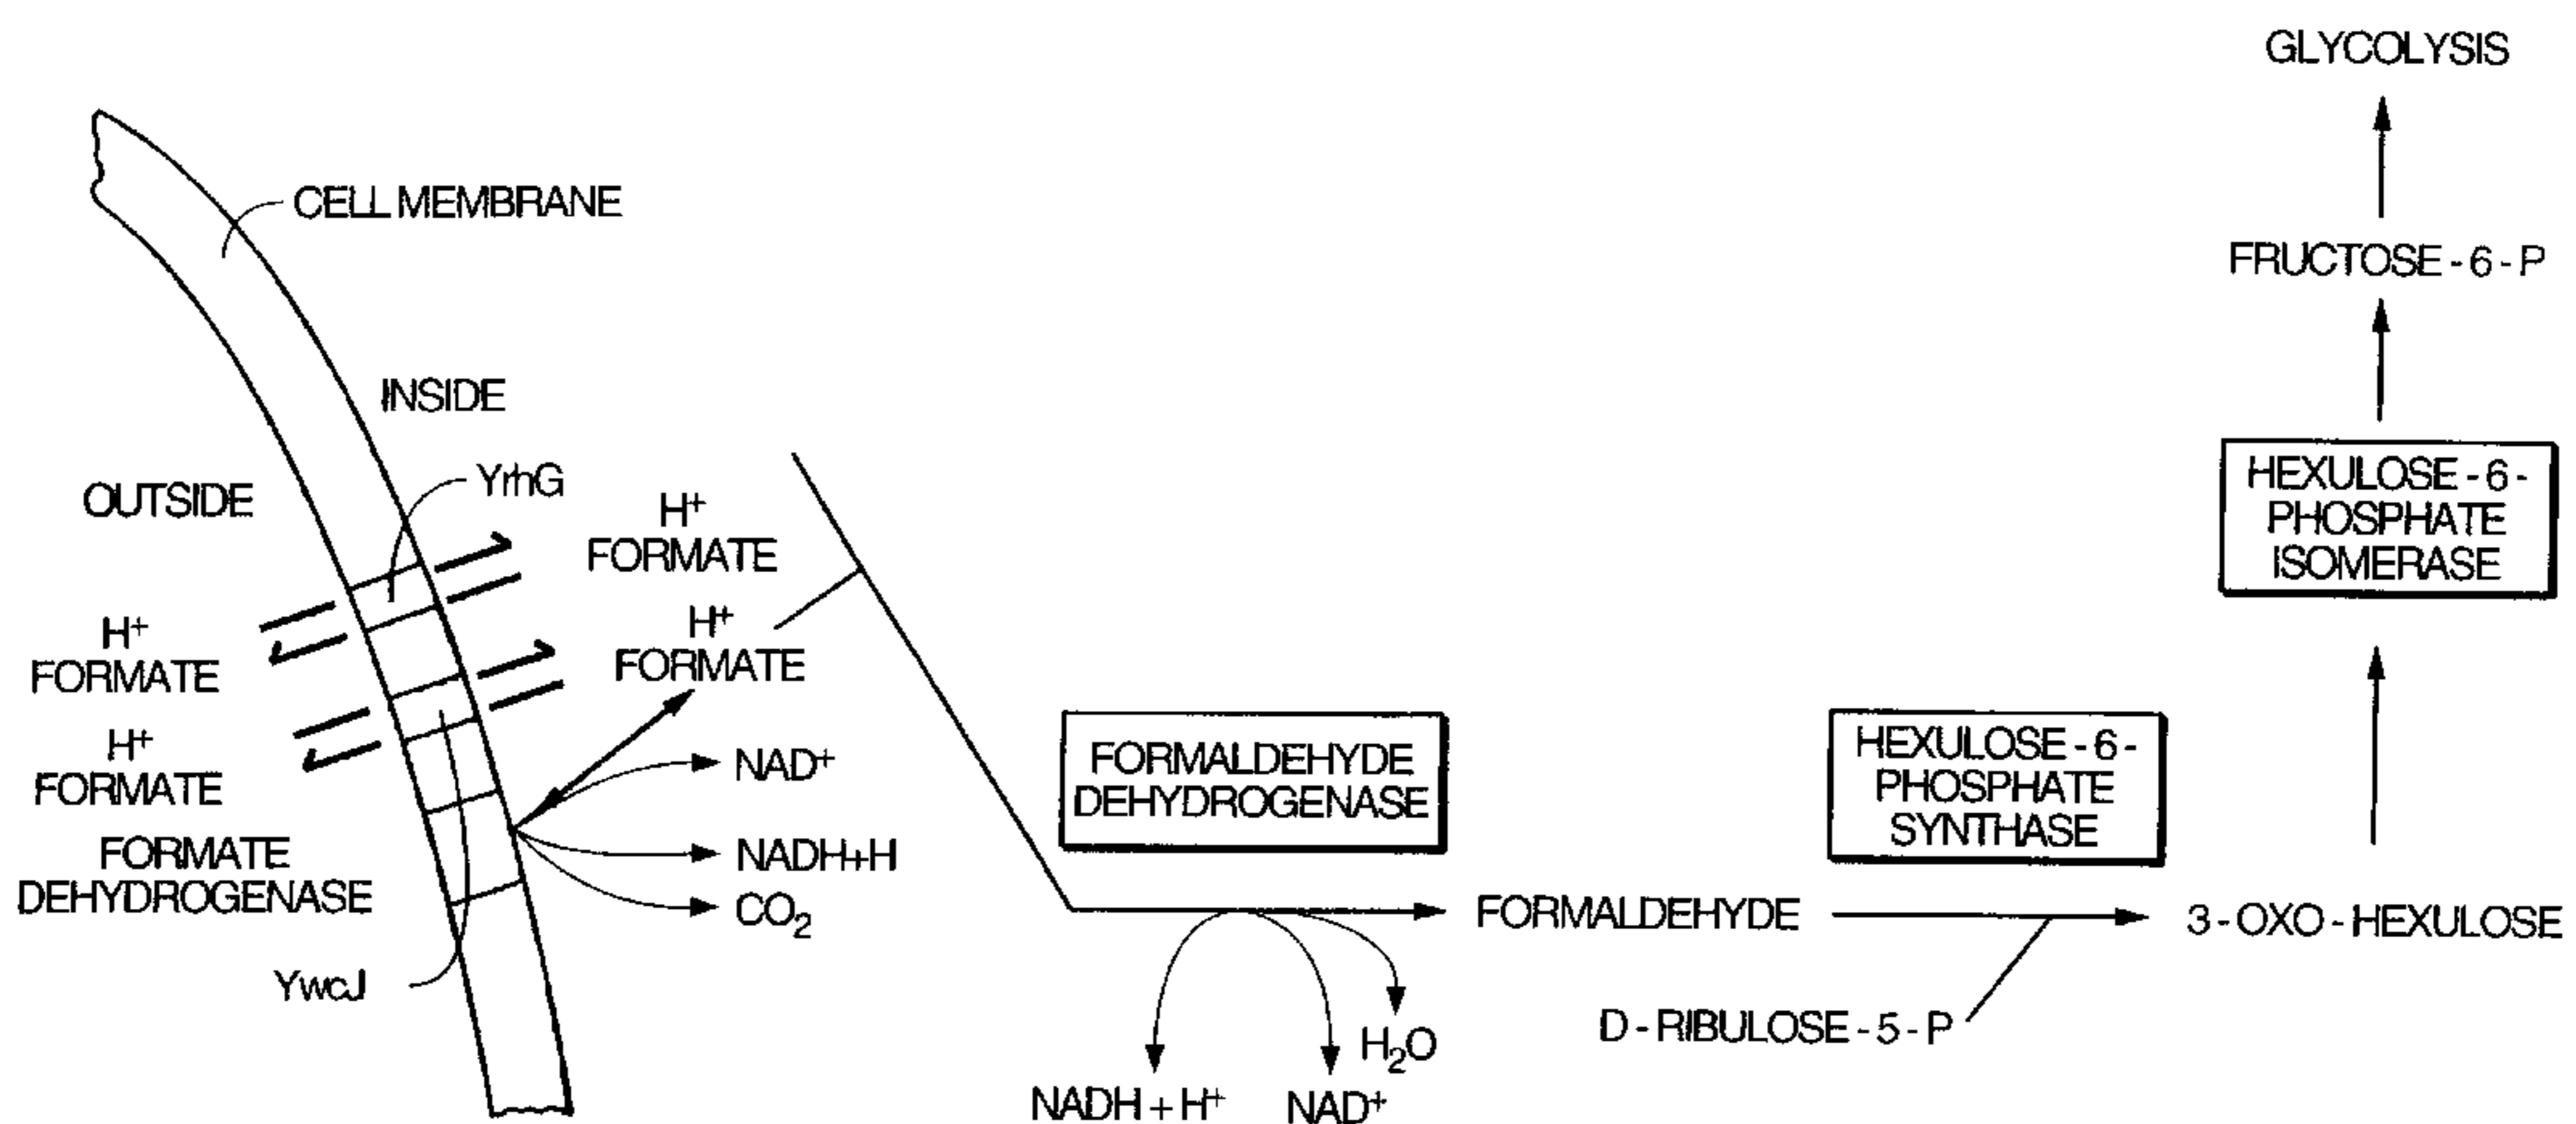 GLYCOLYSIS
CELL MEMBRANE
FRUCTOSE - 6 - P
INSIDE
OUTSIDE
YrhG
H+
FORMATE
HEXULOSE - 6 -
PHOSPHATE
ISOMERASE
H+
FORMATE
H+
FORMATE
H+
FORMATE
NAD+
FORMALDEHYDE
DEHYDROGENASE
HEXULOSE - 6 -
PHOSPHATE
SYNTHASE
FORMATE
DEHYDROGENASE
NADH+H
CO2
FORMALDEHYDE
3 - OXO - HEXULOSE
YwcJ
D - RIBULOSE - 5 - P
H2O
NADH + H+
NAD+